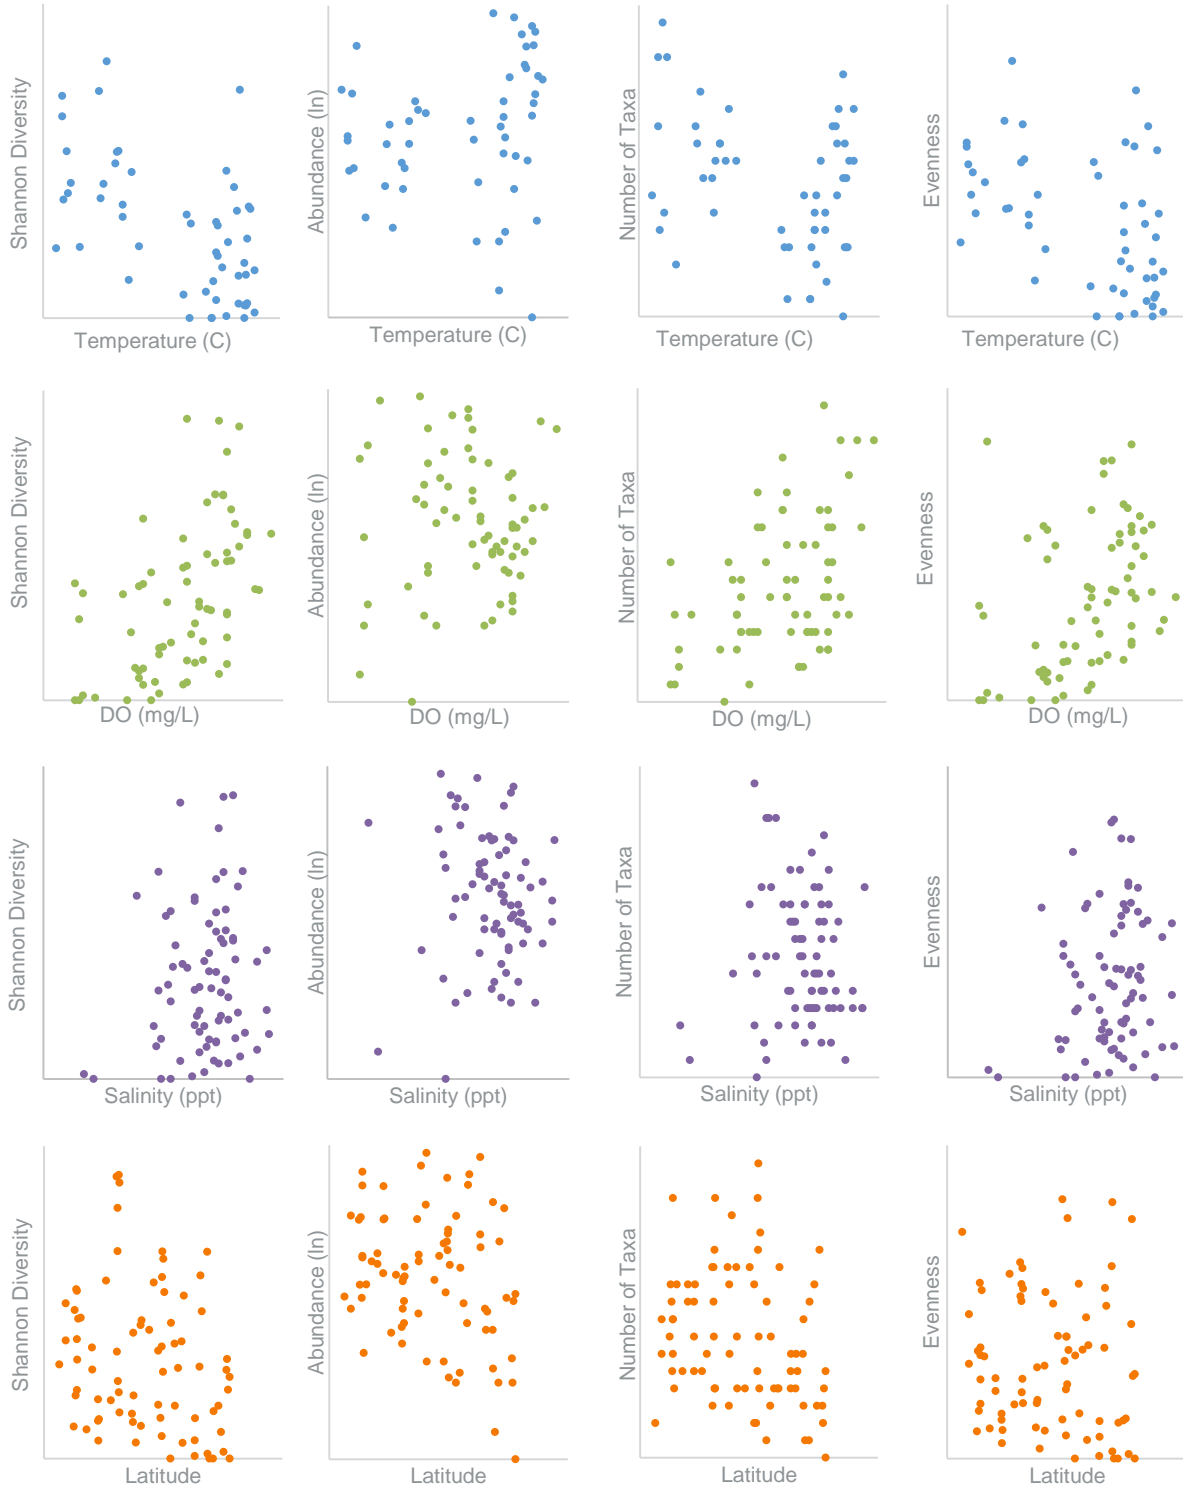 Shannon Diversity
Abundance (ln)
Number of Taxa
Evenness
Temperature (C)
Temperature (C)
Temperature (C)
Temperature (C)
Shannon Diversity
Abundance (ln)
Number of Taxa
Evenness
DO (mg/L)
DO (mg/L)
DO (mg/L)
DO (mg/L)
Shannon Diversity
Abundance (ln)
Number of Taxa
Evenness
Salinity (ppt)
Salinity (ppt)
Salinity (ppt)
Salinity (ppt)
Shannon Diversity
Abundance (ln)
Number of Taxa
Evenness
Latitude
Latitude
Latitude
Latitude